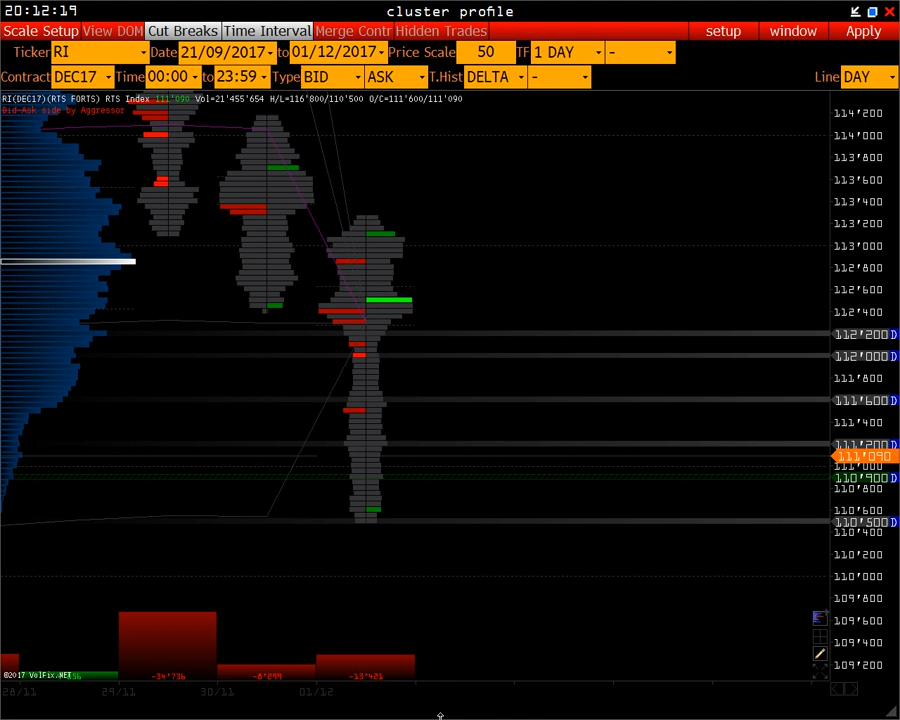 20:12:19 cluster profile
Scale Setup View DOM Cut Breaks Time Interval Merge Contr Hidden Trades setup window Apply
Ticker RI Date 21/09/2017 to 01/12/2017 Price Scale 50 TF 1 DAY -
Contract DEC17 Time 00:00 to 23:59 Type BID ASK T.Hist DELTA - Line DAY
RI(DEC17)(RTS FORTS) RTS Index 111'090 Vol=21'455'654 H/L=116'800/110'500 O/C=111'600/111'090
Bid-Ask side by Aggressor
114'200
114'000
113'800
113'600
113'400
113'200
113'000
112'800
112'600
112'400
112'200 D
112'000 D
111'800
111'600 D
111'400
111'200 D
111'090
111'000
110'900 D
110'800
110'600
110'500 D
110'400
110'200
110'000
109'800
109'600
109'400
109'200
©2017 VolFix.NET
-34'736 -8'299 -13'421
28/11 29/11 30/11 01/12